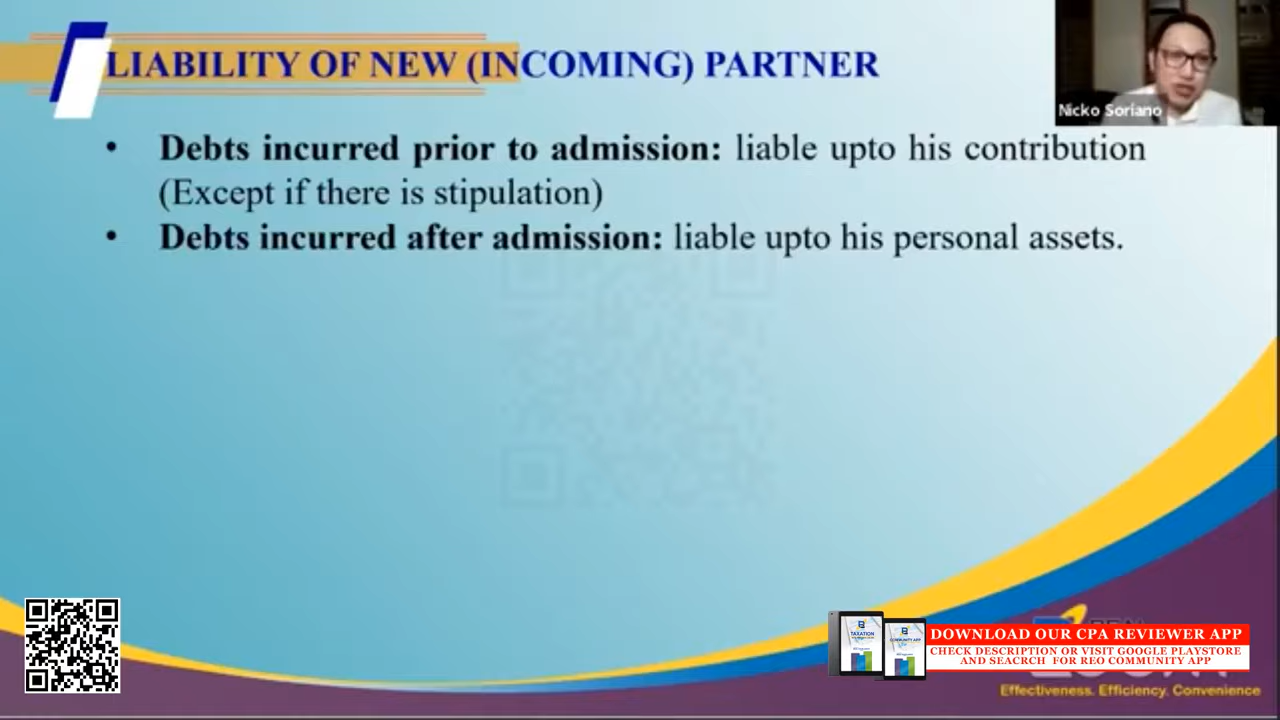 LIABILITY OF NEW (INCOMING) PARTNER
Nicko Soriano
• Debts incurred prior to admission: liable upto his contribution
(Except if there is stipulation)
• Debts incurred after admission: liable upto his personal assets.
TAXATION
COMMUNITY APP
DOWNLOAD OUR CPA REVIEWER APP
CHECK DESCRIPTION OR VISIT GOOGLE PLAYSTORE
AND SEACRCH FOR REO COMMUNITY APP
Effectiveness. Efficiency. Convenience